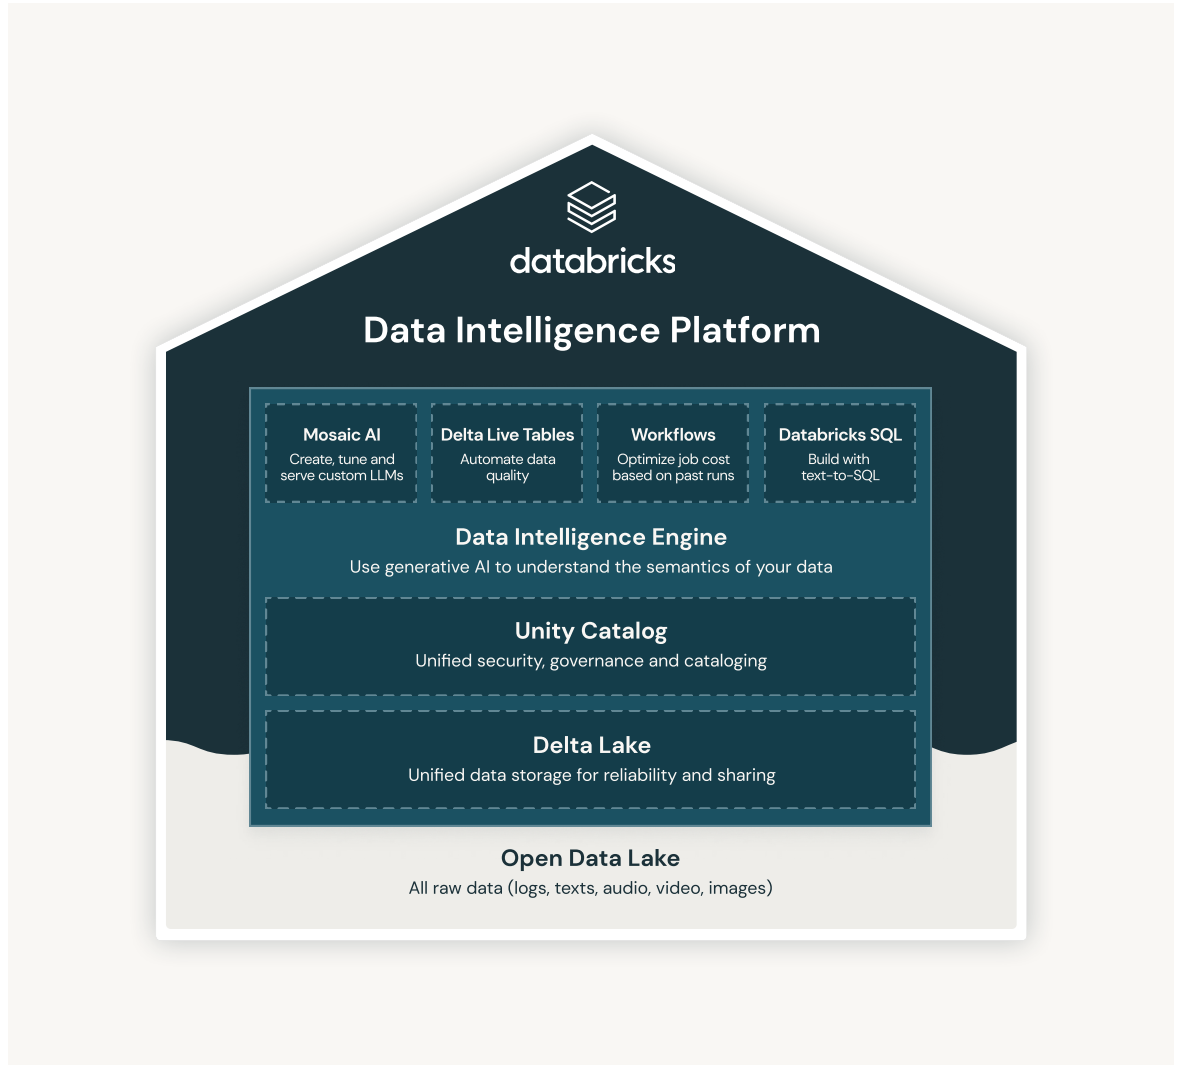 databricks
Data Intelligence Platform
Mosaic AI
Create, tune and
serve custom LLMs
Delta Live Tables
Automate data
quality
Workflows
Optimize job cost
based on past runs
Databricks SQL
Build with
text-to-SQL
Data Intelligence Engine
Use generative AI to understand the semantics of your data
Unity Catalog
Unified security, governance and cataloging
Delta Lake
Unified data storage for reliability and sharing
Open Data Lake
All raw data (logs, texts, audio, video, images)